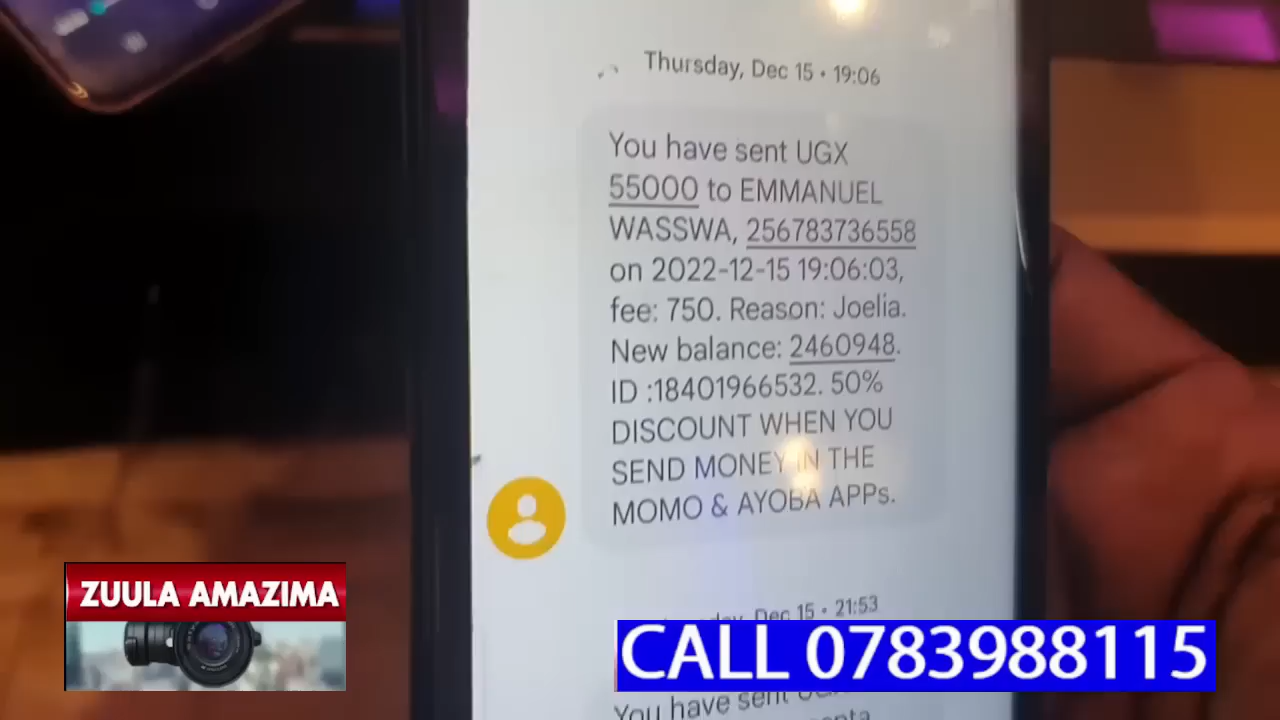 Thursday, Dec 15 • 19:06
You have sent UGX
55000 to EMMANUEL
WASSWA, 256783736558
on 2022-12-15 19:06:03,
fee: 750. Reason: Joelia.
New balance: 2460948.
ID :18401966532. 50%
DISCOUNT WHEN YOU
SEND MONEY IN THE
MOMO & AYOBA APPs.
Dec 15 • 21:53
You have sent
ZUULA AMAZIMA
CALL 0783988115